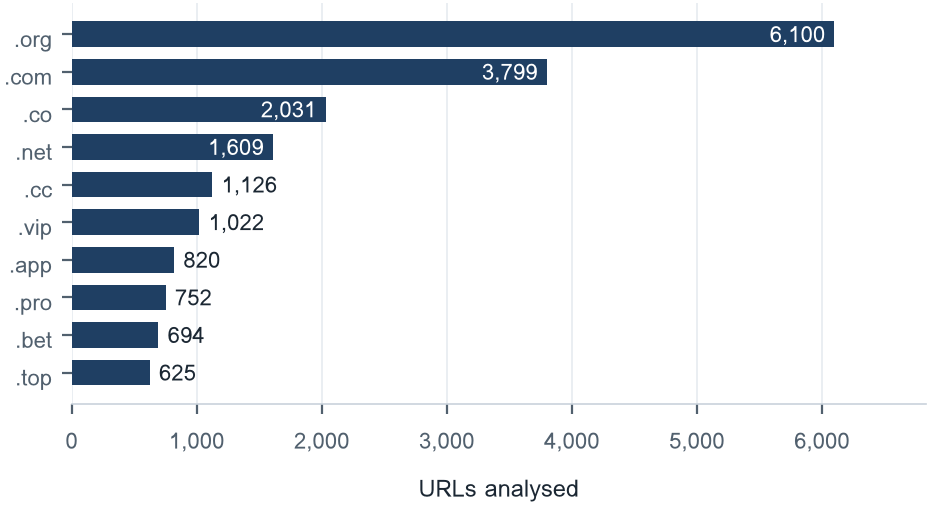 .org 6,100
.com 3,799
.co 2,031
.net 1,609
.cc 1,126
.vip 1,022
.app 820
.pro 752
.bet 694
.top 625
0 1,000 2,000 3,000 4,000 5,000 6,000
URLs analysed